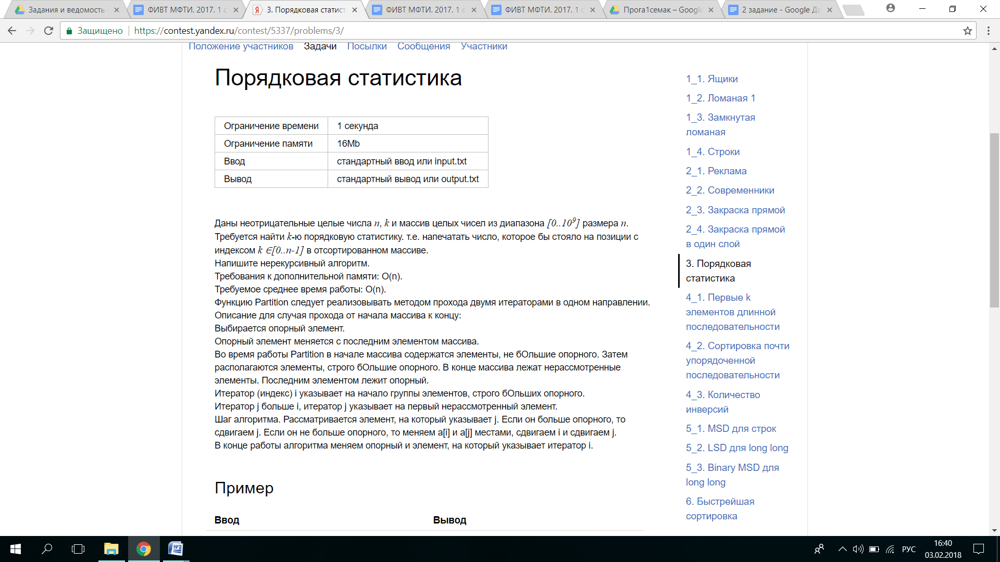 Задания и ведомость
ФИВТ МФТИ. 2017. 1 с
3. Порядковая статист
ФИВТ МФТИ. 2017. 1 с
ФИВТ МФТИ. 2017. 1 с
Прога1семак – Google
2 задание - Google До
Защищено
https://contest.yandex.ru/contest/5337/problems/3/
Положение участников Задачи Посылки Сообщения Участники
Порядковая статистика
Ограничение времени 1 секунда
Ограничение памяти 16Mb
Ввод стандартный ввод или input.txt
Вывод стандартный вывод или output.txt
Даны неотрицательные целые числа n, k и массив целых чисел из диапазона [0..10⁹] размера n.
Требуется найти k-ю порядковую статистику. т.е. напечатать число, которое бы стояло на позиции с
индексом k ∈[0..n-1] в отсортированном массиве.
Напишите нерекурсивный алгоритм.
Требования к дополнительной памяти: O(n).
Требуемое среднее время работы: O(n).
Функцию Partition следует реализовывать методом прохода двумя итераторами в одном направлении.
Описание для случая прохода от начала массива к концу:
Выбирается опорный элемент.
Опорный элемент меняется с последним элементом массива.
Во время работы Partition в начале массива содержатся элементы, не бОльшие опорного. Затем
располагаются элементы, строго бОльшие опорного. В конце массива лежат нерассмотренные
элементы. Последним элементом лежит опорный.
Итератор (индекс) i указывает на начало группы элементов, строго бОльших опорного.
Итератор j больше i, итератор j указывает на первый нерассмотренный элемент.
Шаг алгоритма. Рассматривается элемент, на который указывает j. Если он больше опорного, то
сдвигаем j. Если он не больше опорного, то меняем a[i] и a[j] местами, сдвигаем i и сдвигаем j.
В конце работы алгоритма меняем опорный и элемент, на который указывает итератор i.
Пример
Ввод Вывод
1_1. Ящики
1_2. Ломаная 1
1_3. Замкнутая
ломаная
1_4. Строки
2_1. Реклама
2_2. Современники
2_3. Закраска прямой
2_4. Закраска прямой
в один слой
3. Порядковая
статистика
4_1. Первые k
элементов длинной
последовательности
4_2. Сортировка почти
упорядоченной
последовательности
4_3. Количество
инверсий
5_1. MSD для строк
5_2. LSD для long long
5_3. Binary MSD для
long long
6. Быстрейшая
сортировка
РУС
16:40
03.02.2018